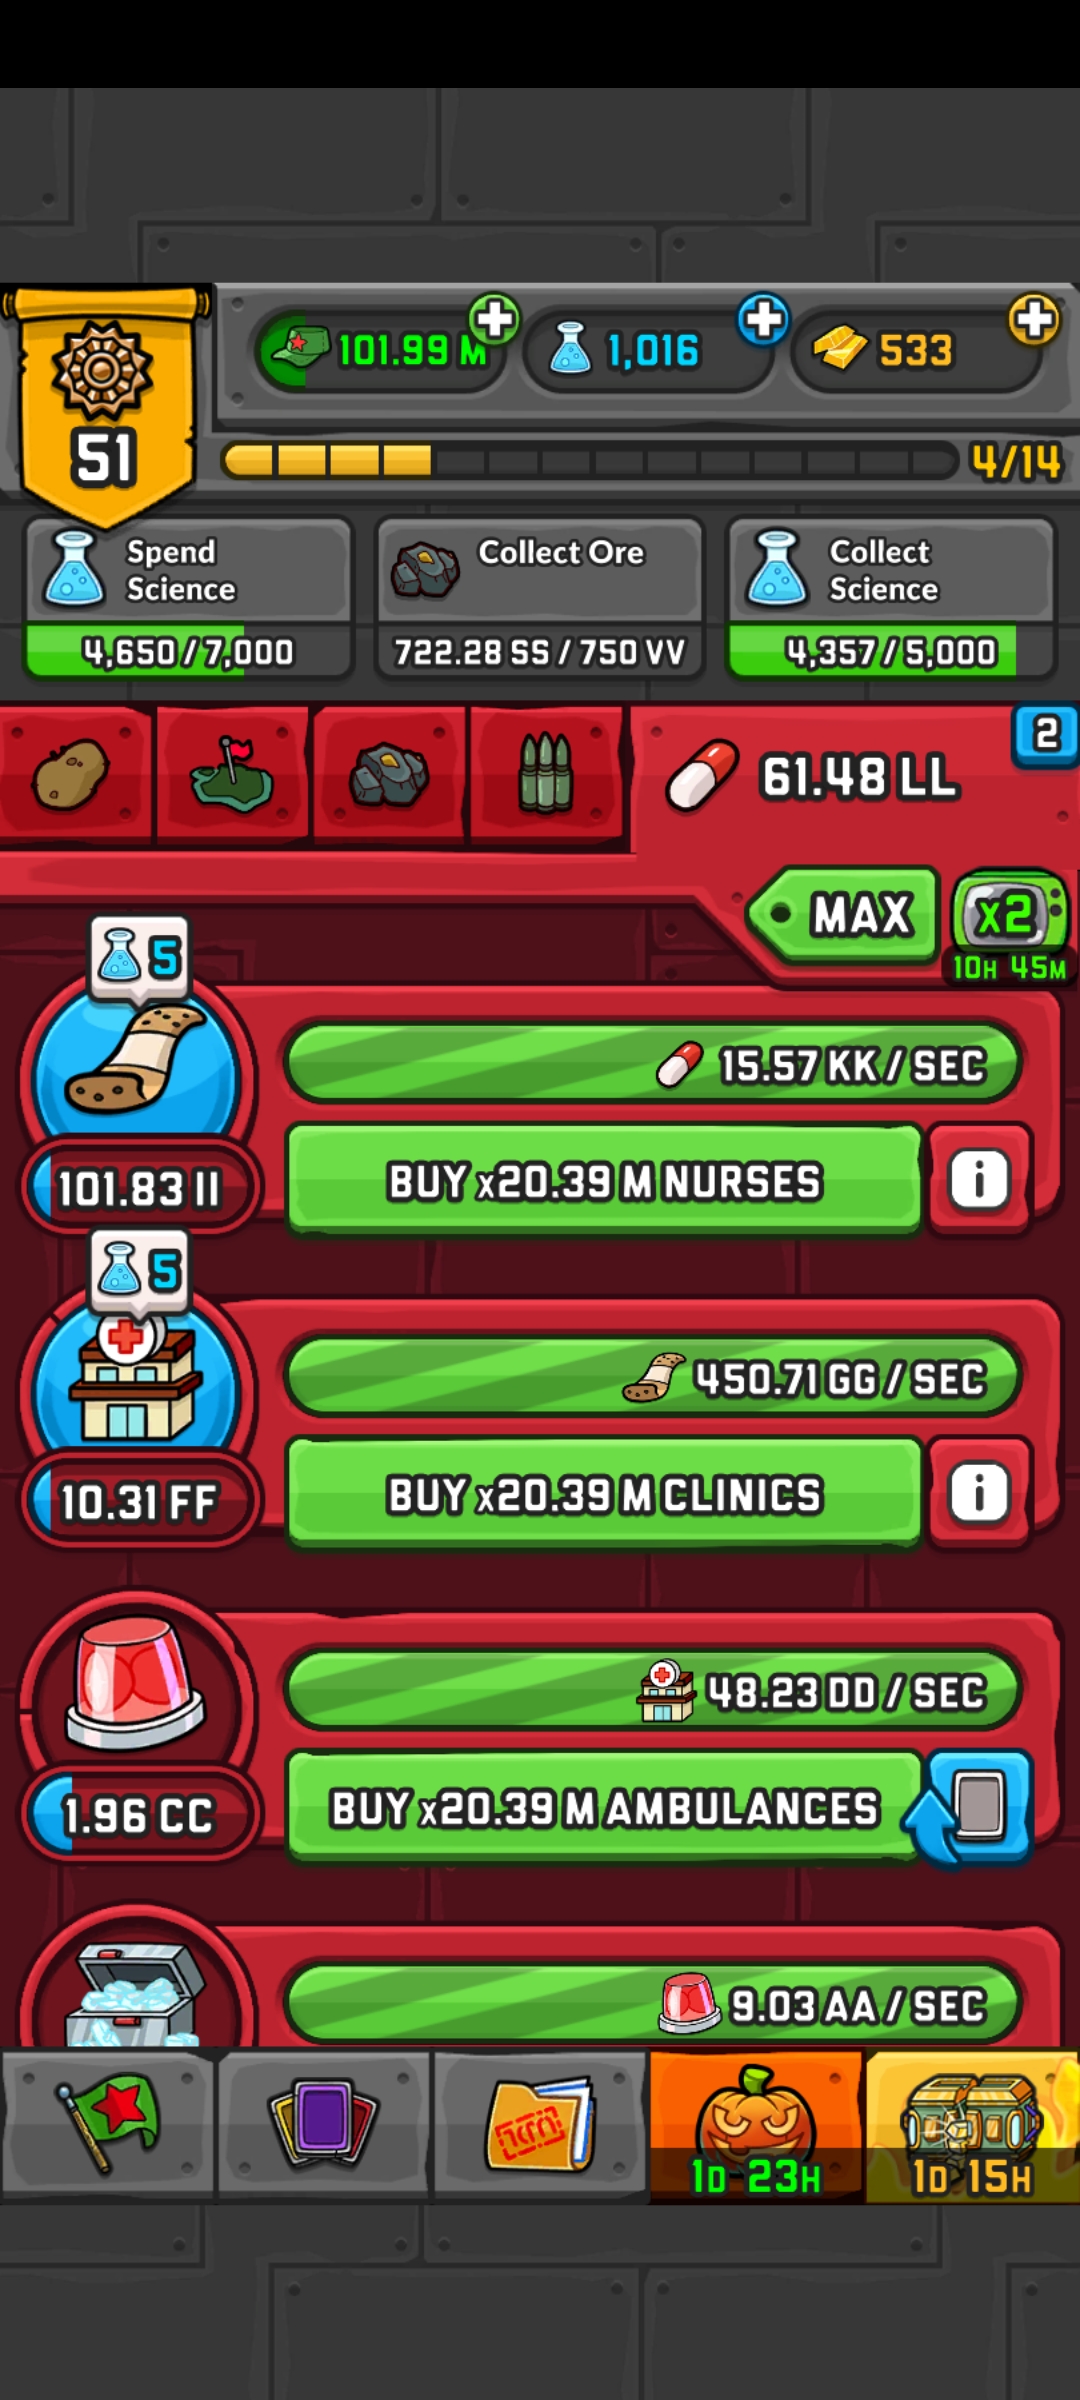 101.99 M
1,016
533
51
4/14
Spend
Science
4,650/7,000
Collect Ore
722.28 SS/750 VV
Collect
Science
4,357/5,000
61.48 LL
2
MAX
x2
10H 45M
5
15.57 KK/SEC
101.83 II
BUY x20.39 M NURSES
i
5
450.71 GG/SEC
10.31 FF
BUY x20.39 M CLINICS
i
48.23 DD/SEC
1.96 CC
BUY x20.39 M AMBULANCES
9.03 AA/SEC
1D 23H
1D 15H